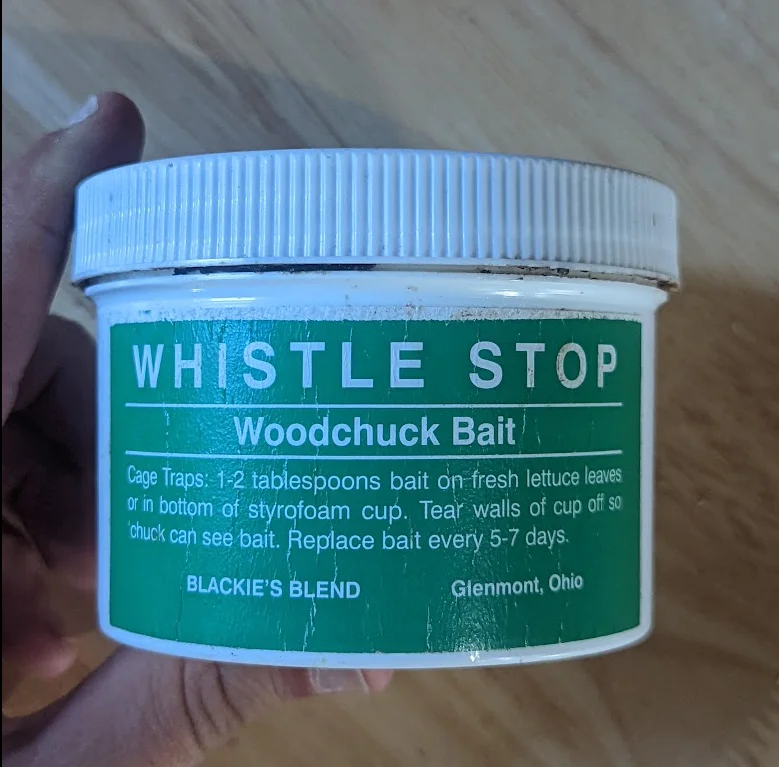 WHISTLE STOP
Woodchuck Bait
Cage Traps: 1-2 tablespoons bait on fresh lettuce leaves
or in bottom of styrofoam cup. Tear walls of cup off so
'chuck can see bait. Replace bait every 5-7 days.
BLACKIE'S BLEND Glenmont, Ohio